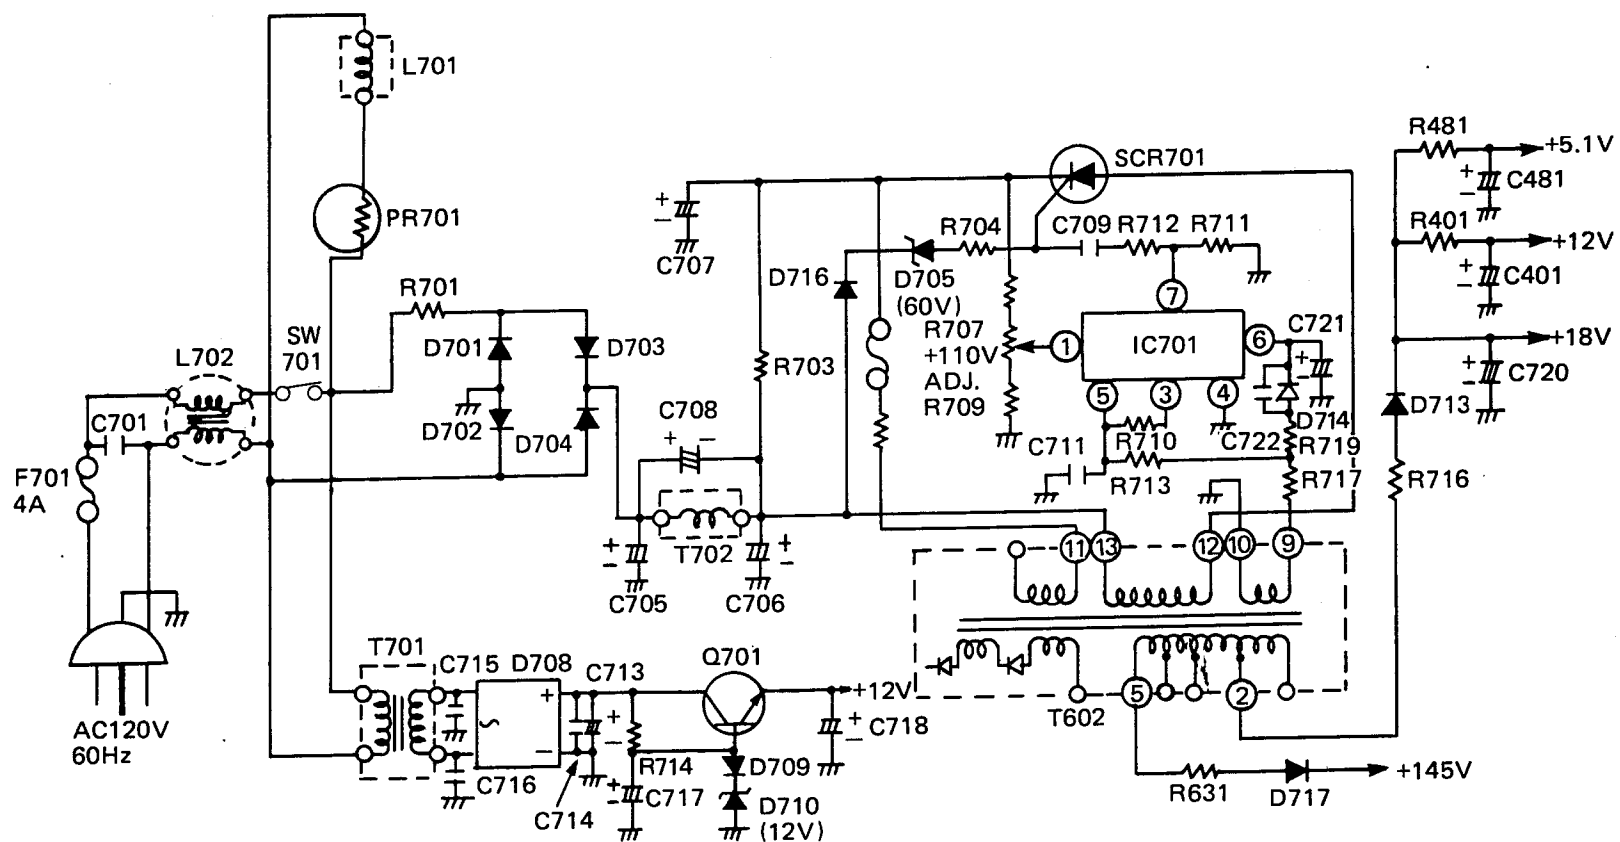 L701
PR701
R701
SW
701
L702
C701
F701
4A
AC120V
60Hz
D701
D703
D702
D704
C707
+
−
R703
C708
+ −
T702
C705
+
−
C706
+
−
D716
D705
(60V)
R704
C709
R712
R711
SCR701
R707
+110V
ADJ.
R709
IC701
1
7
6
5
3
4
C721
+
D714
C722
R719
R717
R710
R713
C711
11
13
12
10
9
T602
5
2
R631
D717
+145V
R716
D713
R481
+5.1V
+
−
C481
R401
+12V
+
−
C401
+18V
+
−
C720
T701
C715
D708
C713
+
−
~
C716
C714
+
−
R714
C717
+
−
Q701
D709
D710
(12V)
+12V
+
−
C718